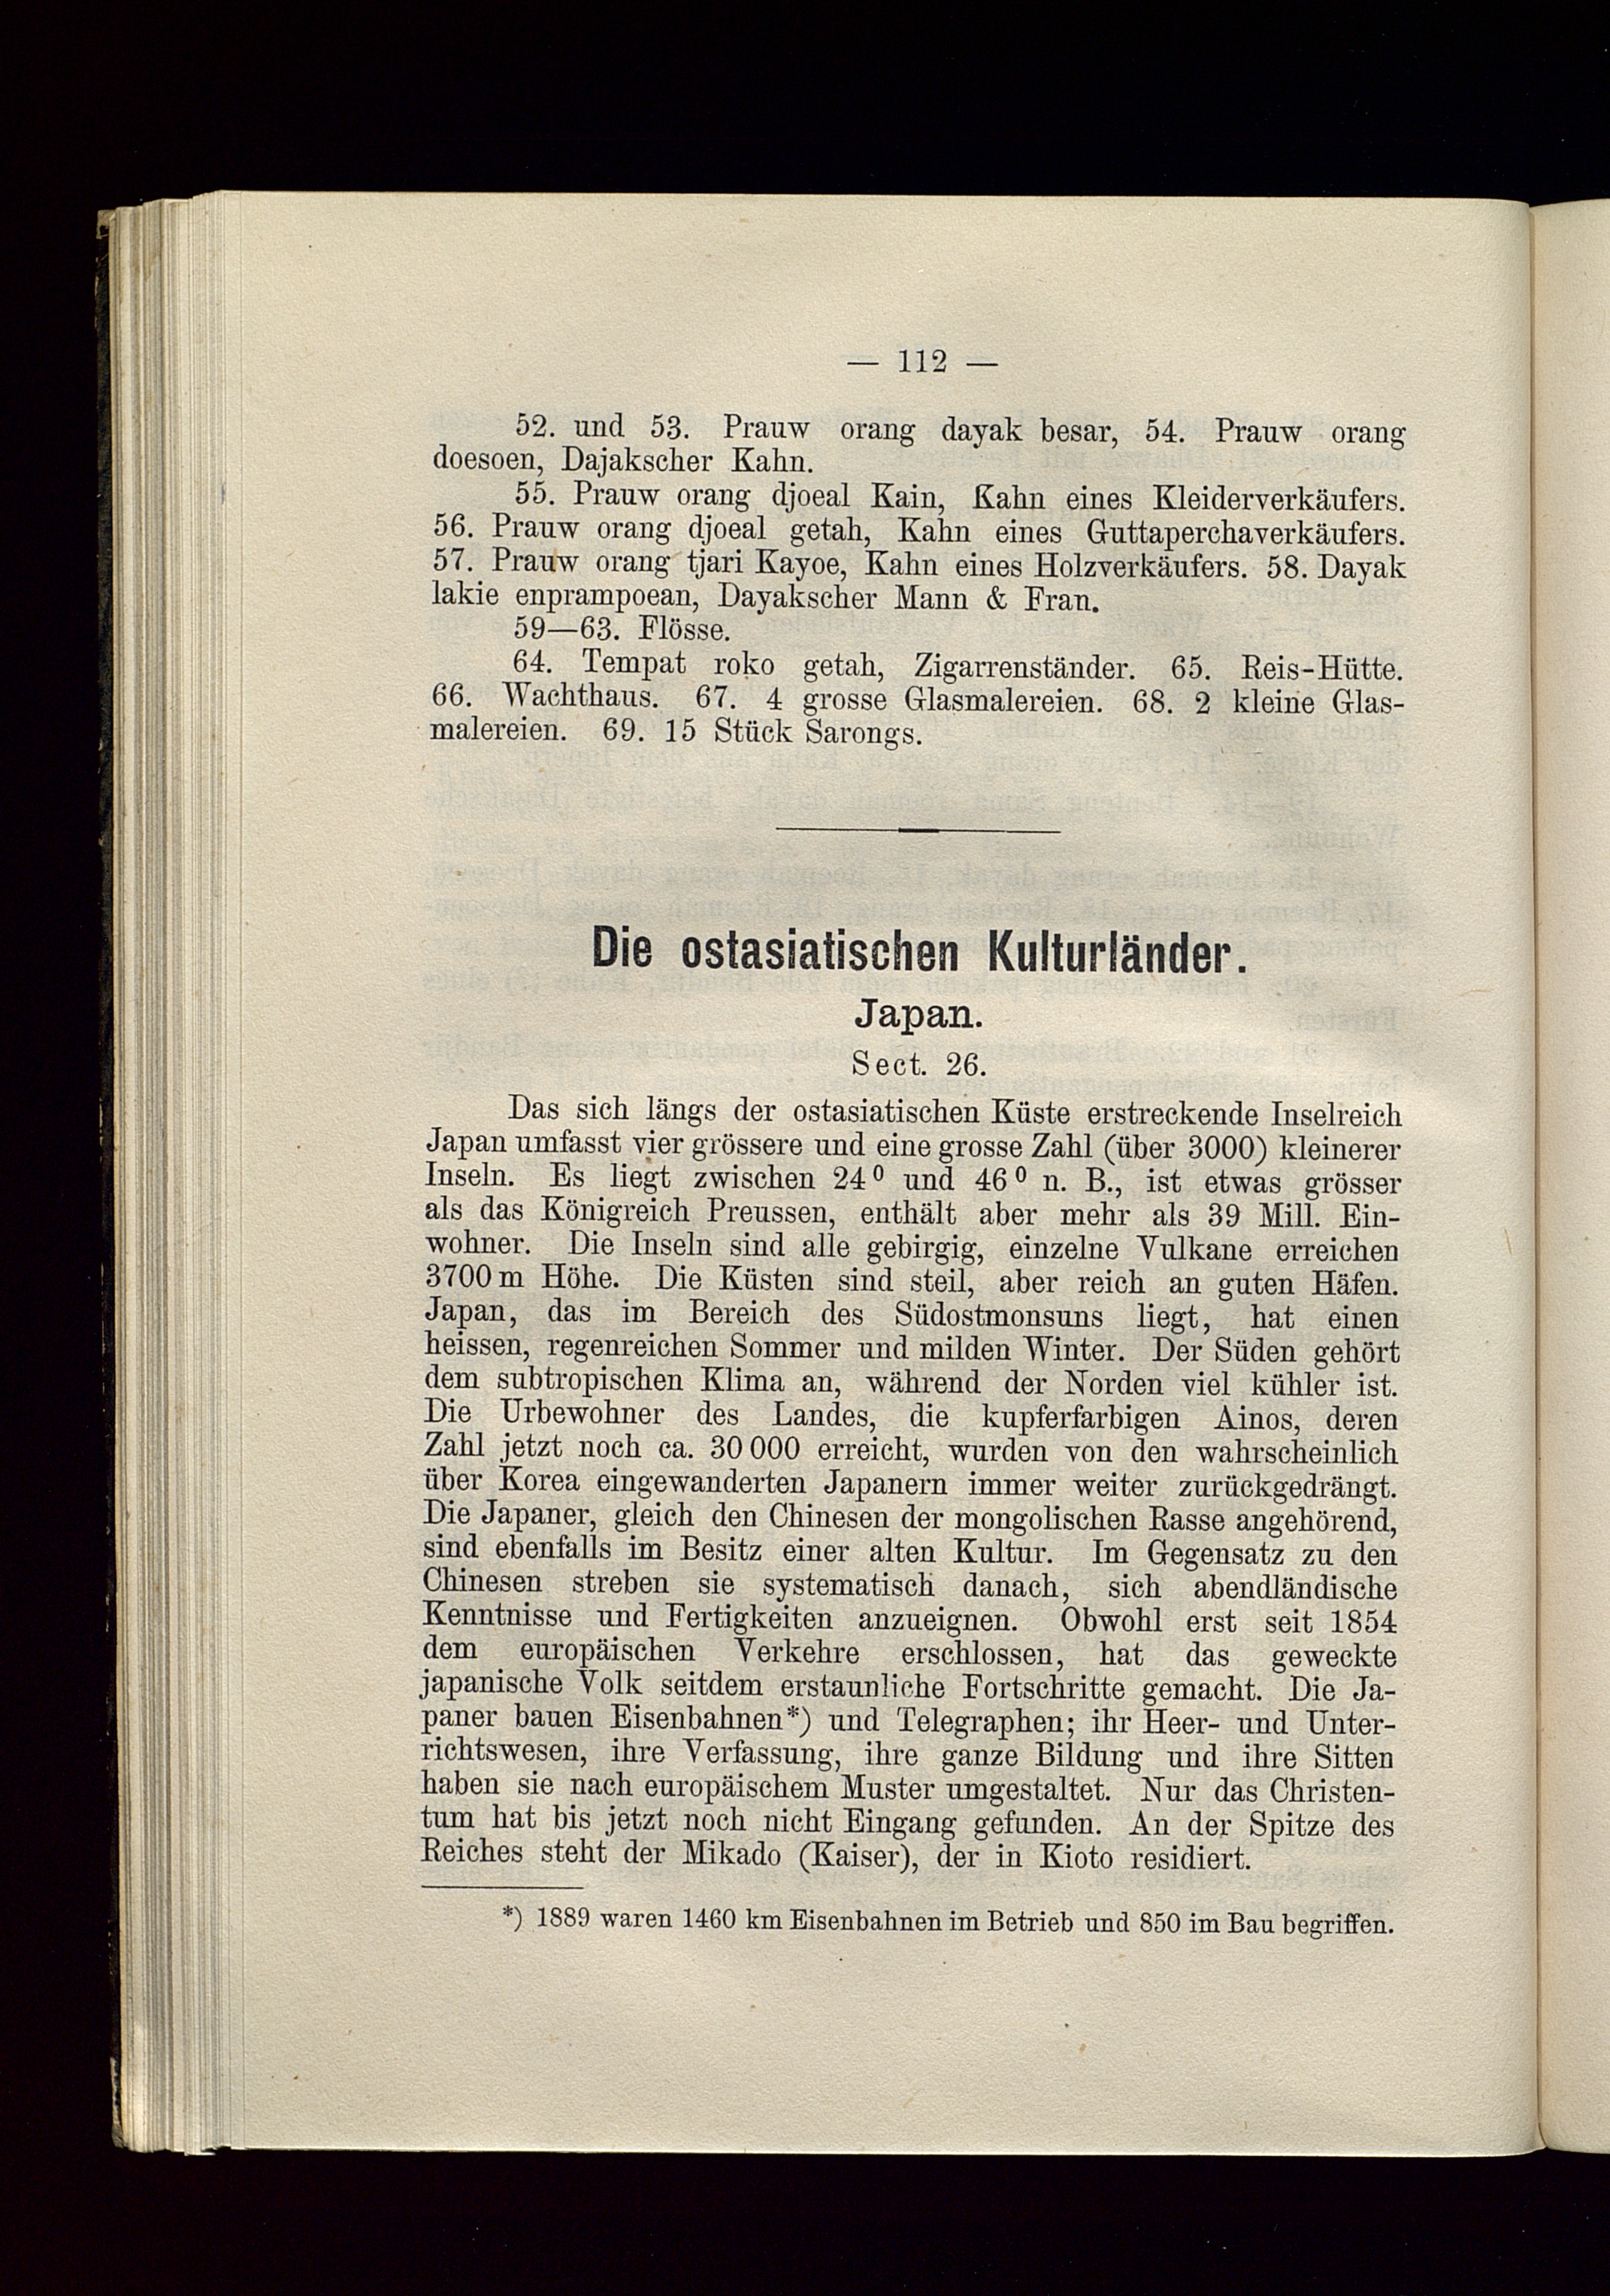 — 112 —
52. und 53. Prauw orang dayak besar, 54. Prauw orang
doesoen, Dajakscher Kahn.
55. Prauw orang djoeal Kain, Kahn eines Kleiderverkäufers.
56. Prauw orang djoeal getah, Kahn eines Guttaperchaverkäufers.
57. Prauw orang tjari Kayoe, Kahn eines Holzverkäufers. 58. Dayak
lakie enprampoean, Dayakscher Mann & Fran.
59—63. Flösse.
64. Tempat roko getah, Zigarrenständer. 65. Reis-Hütte.
66. Wachthaus. 67. 4 grosse Glasmalereien. 68. 2 kleine Glas-
malereien. 69. 15 Stück Sarongs.
Die ostasiatischen Kulturländer.
Japan.
Sect. 26.
Das sich längs der ostasiatischen Küste erstreckende Inselreich
Japan umfasst vier grössere und eine grosse Zahl (über 3000) kleinerer
Inseln. Es liegt zwischen 24⁰ und 46⁰ n. B., ist etwas grösser
als das Königreich Preussen, enthält aber mehr als 39 Mill. Ein-
wohner. Die Inseln sind alle gebirgig, einzelne Vulkane erreichen
3700 m Höhe. Die Küsten sind steil, aber reich an guten Häfen.
Japan, das im Bereich des Südostmonsuns liegt, hat einen
heissen, regenreichen Sommer und milden Winter. Der Süden gehört
dem subtropischen Klima an, während der Norden viel kühler ist.
Die Urbewohner des Landes, die kupferfarbigen Ainos, deren
Zahl jetzt noch ca. 30 000 erreicht, wurden von den wahrscheinlich
über Korea eingewanderten Japanern immer weiter zurückgedrängt.
Die Japaner, gleich den Chinesen der mongolischen Rasse angehörend,
sind ebenfalls im Besitz einer alten Kultur. Im Gegensatz zu den
Chinesen streben sie systematisch danach, sich abendländische
Kenntnisse und Fertigkeiten anzueignen. Obwohl erst seit 1854
dem europäischen Verkehre erschlossen, hat das geweckte
japanische Volk seitdem erstaunliche Fortschritte gemacht. Die Ja-
paner bauen Eisenbahnen*) und Telegraphen; ihr Heer- und Unter-
richtswesen, ihre Verfassung, ihre ganze Bildung und ihre Sitten
haben sie nach europäischem Muster umgestaltet. Nur das Christen-
tum hat bis jetzt noch nicht Eingang gefunden. An der Spitze des
Reiches steht der Mikado (Kaiser), der in Kioto residiert.
*) 1889 waren 1460 km Eisenbahnen im Betrieb und 850 im Bau begriffen.